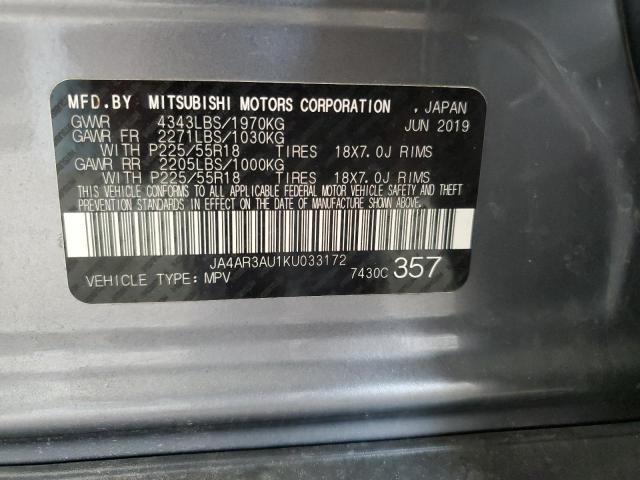 MFD.BY MITSUBISHI MOTORS CORPORATION . JAPAN
GVWR 4343LBS/1970KG JUN 2019
GAWR FR 2271LBS/1030KG
WITH P225/55R18 TIRES 18X7.0J RIMS
GAWR RR 2205LBS/1000KG
WITH P225/55R18 TIRES 18X7.0J RIMS
THIS VEHICLE CONFORMS TO ALL APPLICABLE FEDERAL MOTOR VEHICLE SAFETY AND THEFT
PREVENTION STANDARDS IN EFFECT ON THE DATE OF MANUFACTURE SHOWN ABOVE.
JA4AR3AU1KU033172
VEHICLE TYPE: MPV 7430C 357